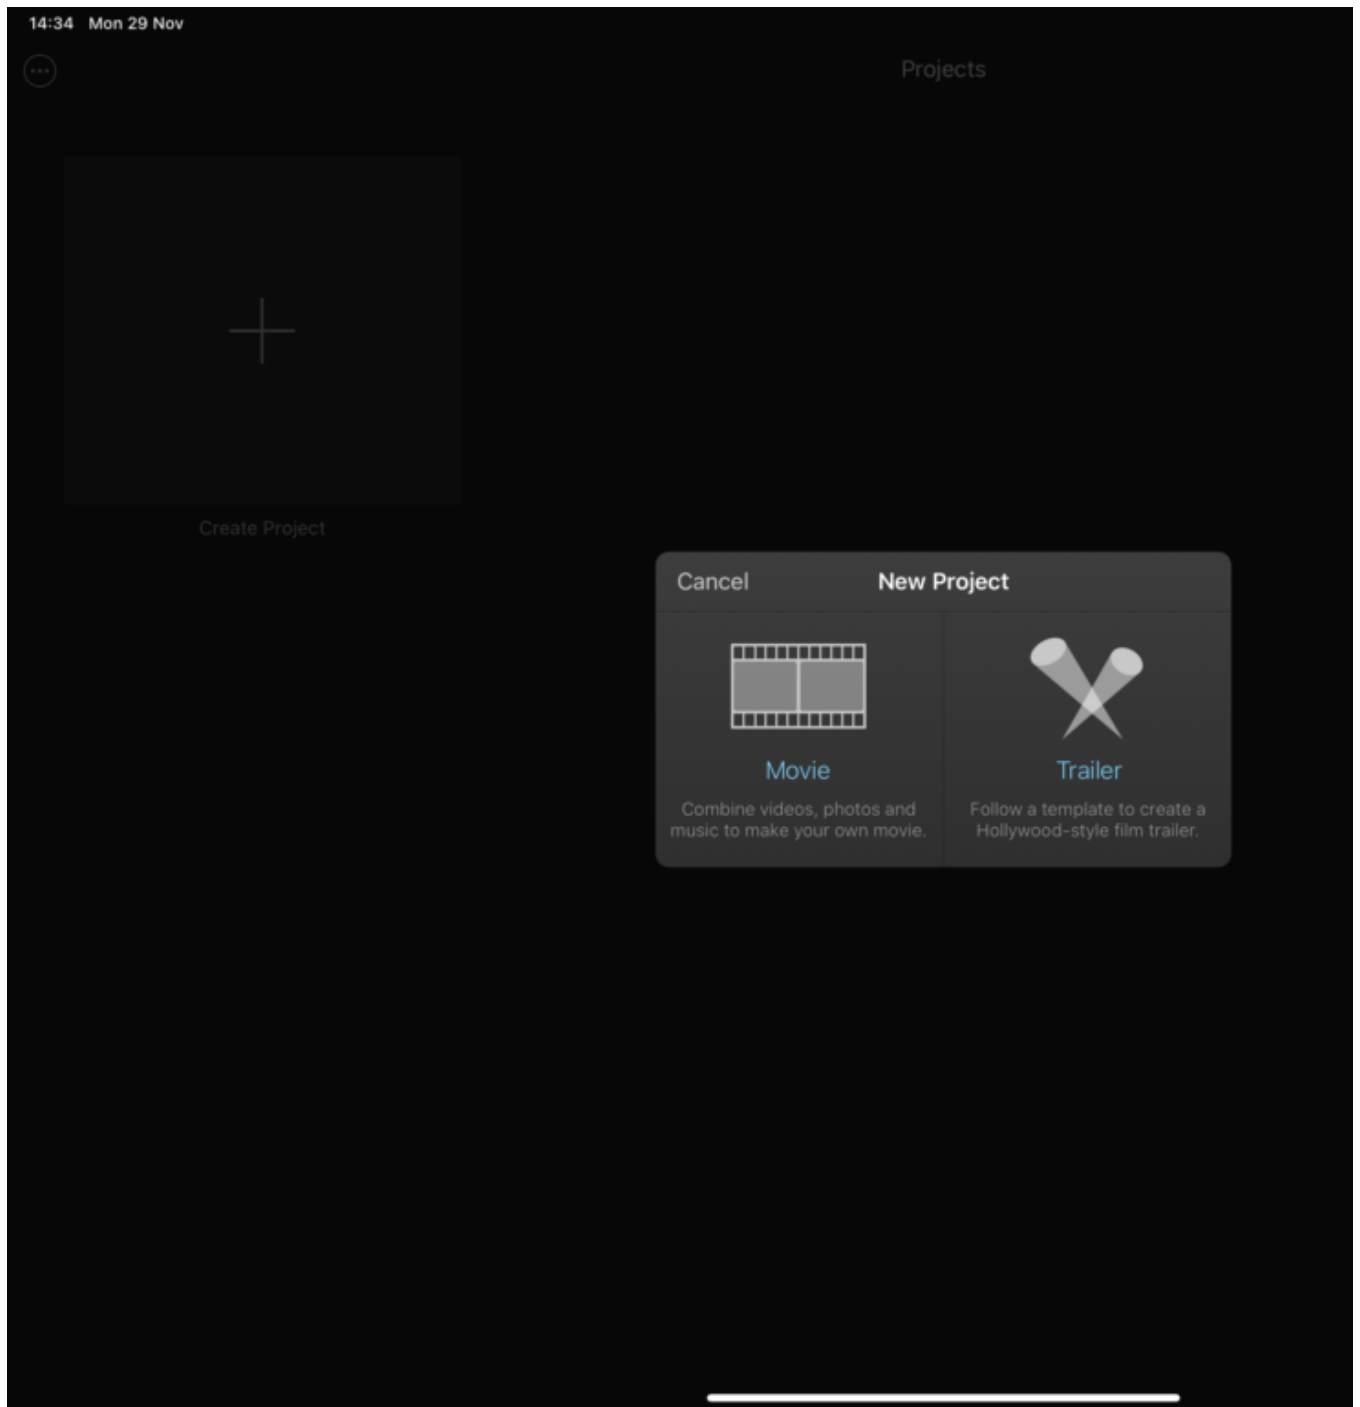 14:34 Mon 29 Nov
Projects
Create Project
Cancel
New Project
Movie
Combine videos, photos and
music to make your own movie.
Trailer
Follow a template to create a
Hollywood-style film trailer.